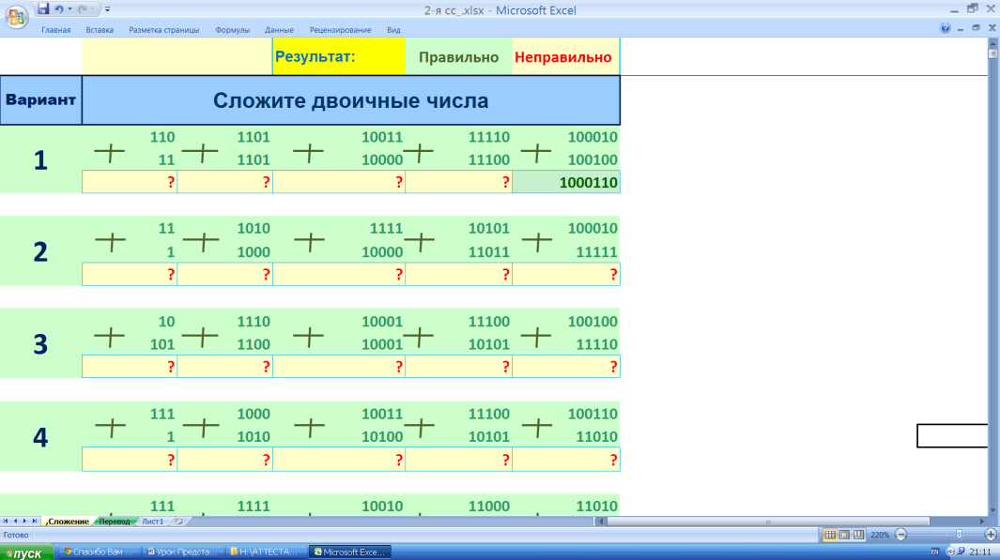 2-я сс_.xlsx - Microsoft Excel
Главная Вставка Разметка страницы Формулы Данные Рецензирование Вид
Результат: Правильно Неправильно
Вариант Сложите двоичные числа
110 1101 10011 11110 100010
1 + + + + +
11 1101 10000 11100 100100
? ? ? ? 1000110
11 1010 1111 10101 100010
2 + + + + +
1 1000 10000 11011 11111
? ? ? ? ?
10 1110 10001 11100 100100
3 + + + + +
101 1100 10001 10101 11110
? ? ? ? ?
111 1000 10011 11100 100110
4 + + + + +
1 1010 10100 10101 11010
? ? ? ? ?
111 1111 10010 11000 11010
,Сложение Перевод Лист1
Готово 220%
пуск Спасибо Вам ... Урок Предста... H:\АТТЕСТА... Microsoft Exce... EN 21:11